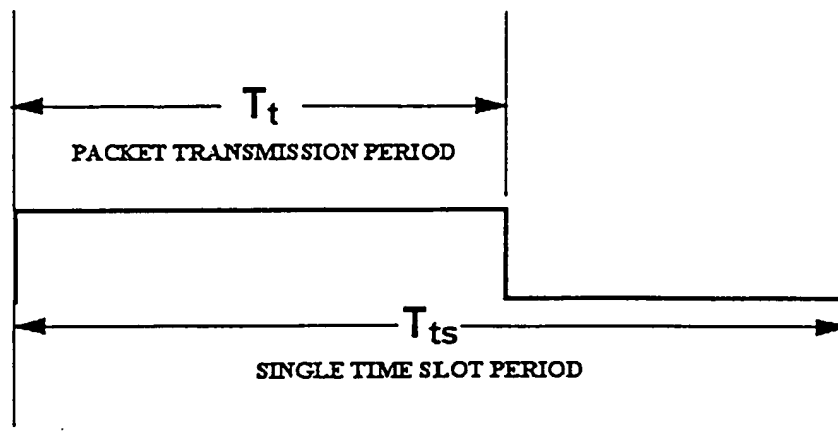 Tt
PACKET TRANSMISSION PERIOD
Tts
SINGLE TIME SLOT PERIOD